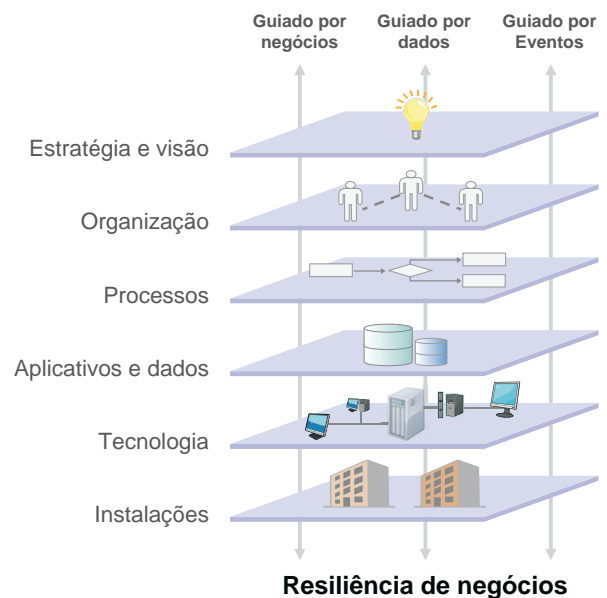 Guiado por negócios
Guiado por dados
Guiado por Eventos
Estratégia e visão
Organização
Processos
Aplicativos e dados
Tecnologia
Instalações
Resiliência de negócios